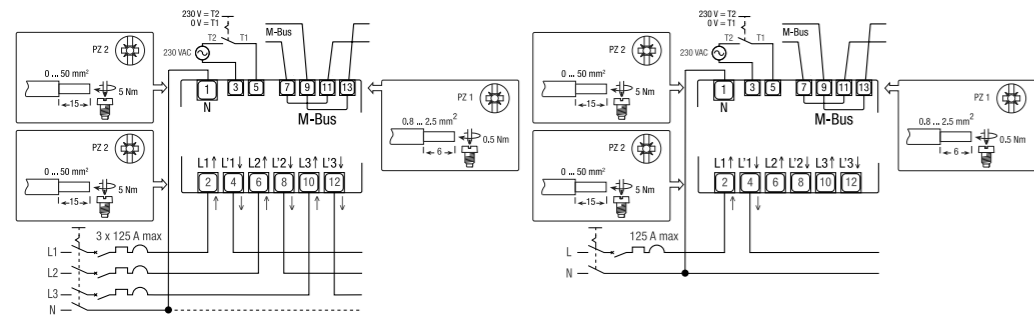 230 V = T2
0 V = T1
T2 T1
M-Bus
230 VAC
PZ 2
0 ... 50 mm²
5 Nm
15
1 3 5 7 9 11 13
N
M-Bus
PZ 1
0.8 ... 2.5 mm²
0.5 Nm
6
PZ 2
0 ... 50 mm²
5 Nm
15
L1↑ L'1↓ L2↑ L'2↓ L3↑ L'3↓
2 4 6 8 10 12
3 x 125 A max
L1
L2
L3
N
230 V = T2
0 V = T1
T2 T1
M-Bus
230 VAC
PZ 2
0 ... 50 mm²
5 Nm
15
1 3 5 7 9 11 13
N
M-Bus
PZ 1
0.8 ... 2.5 mm²
0.5 Nm
6
PZ 2
0 ... 50 mm²
5 Nm
15
L1↑ L'1↓ L2↑ L'2↓ L3↑ L'3↓
2 4 6 8 10 12
125 A max
L
N